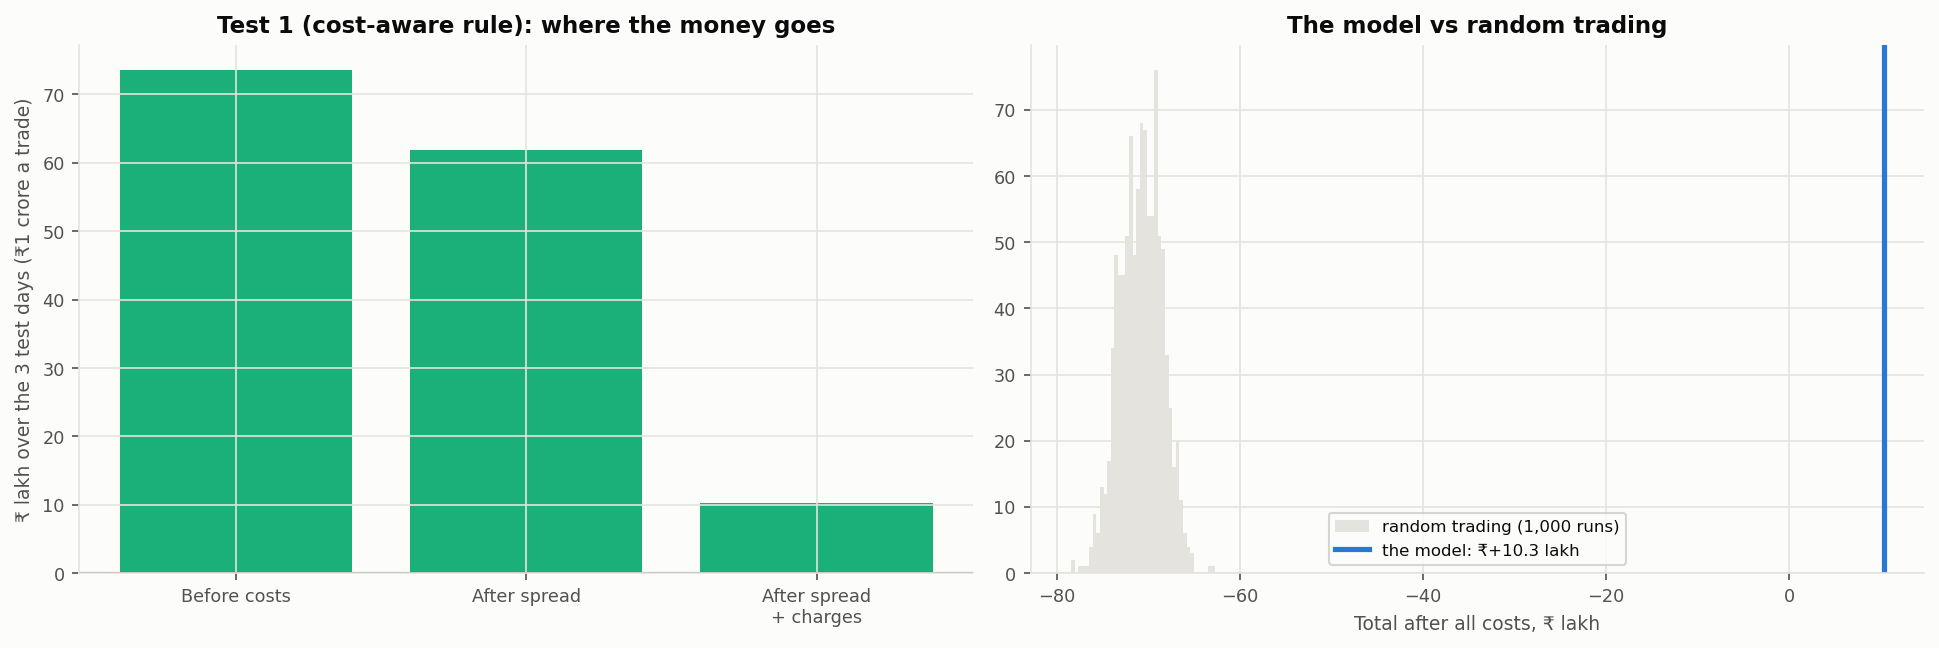 Test 1 (cost-aware rule): where the money goes
₹ lakh over the 3 test days (₹1 crore a trade)
70
60
50
40
30
20
10
0
Before costs
After spread
After spread
+ charges
The model vs random trading
70
60
50
40
30
20
10
0
random trading (1,000 runs)
the model: ₹+10.3 lakh
−80
−60
−40
−20
0
Total after all costs, ₹ lakh